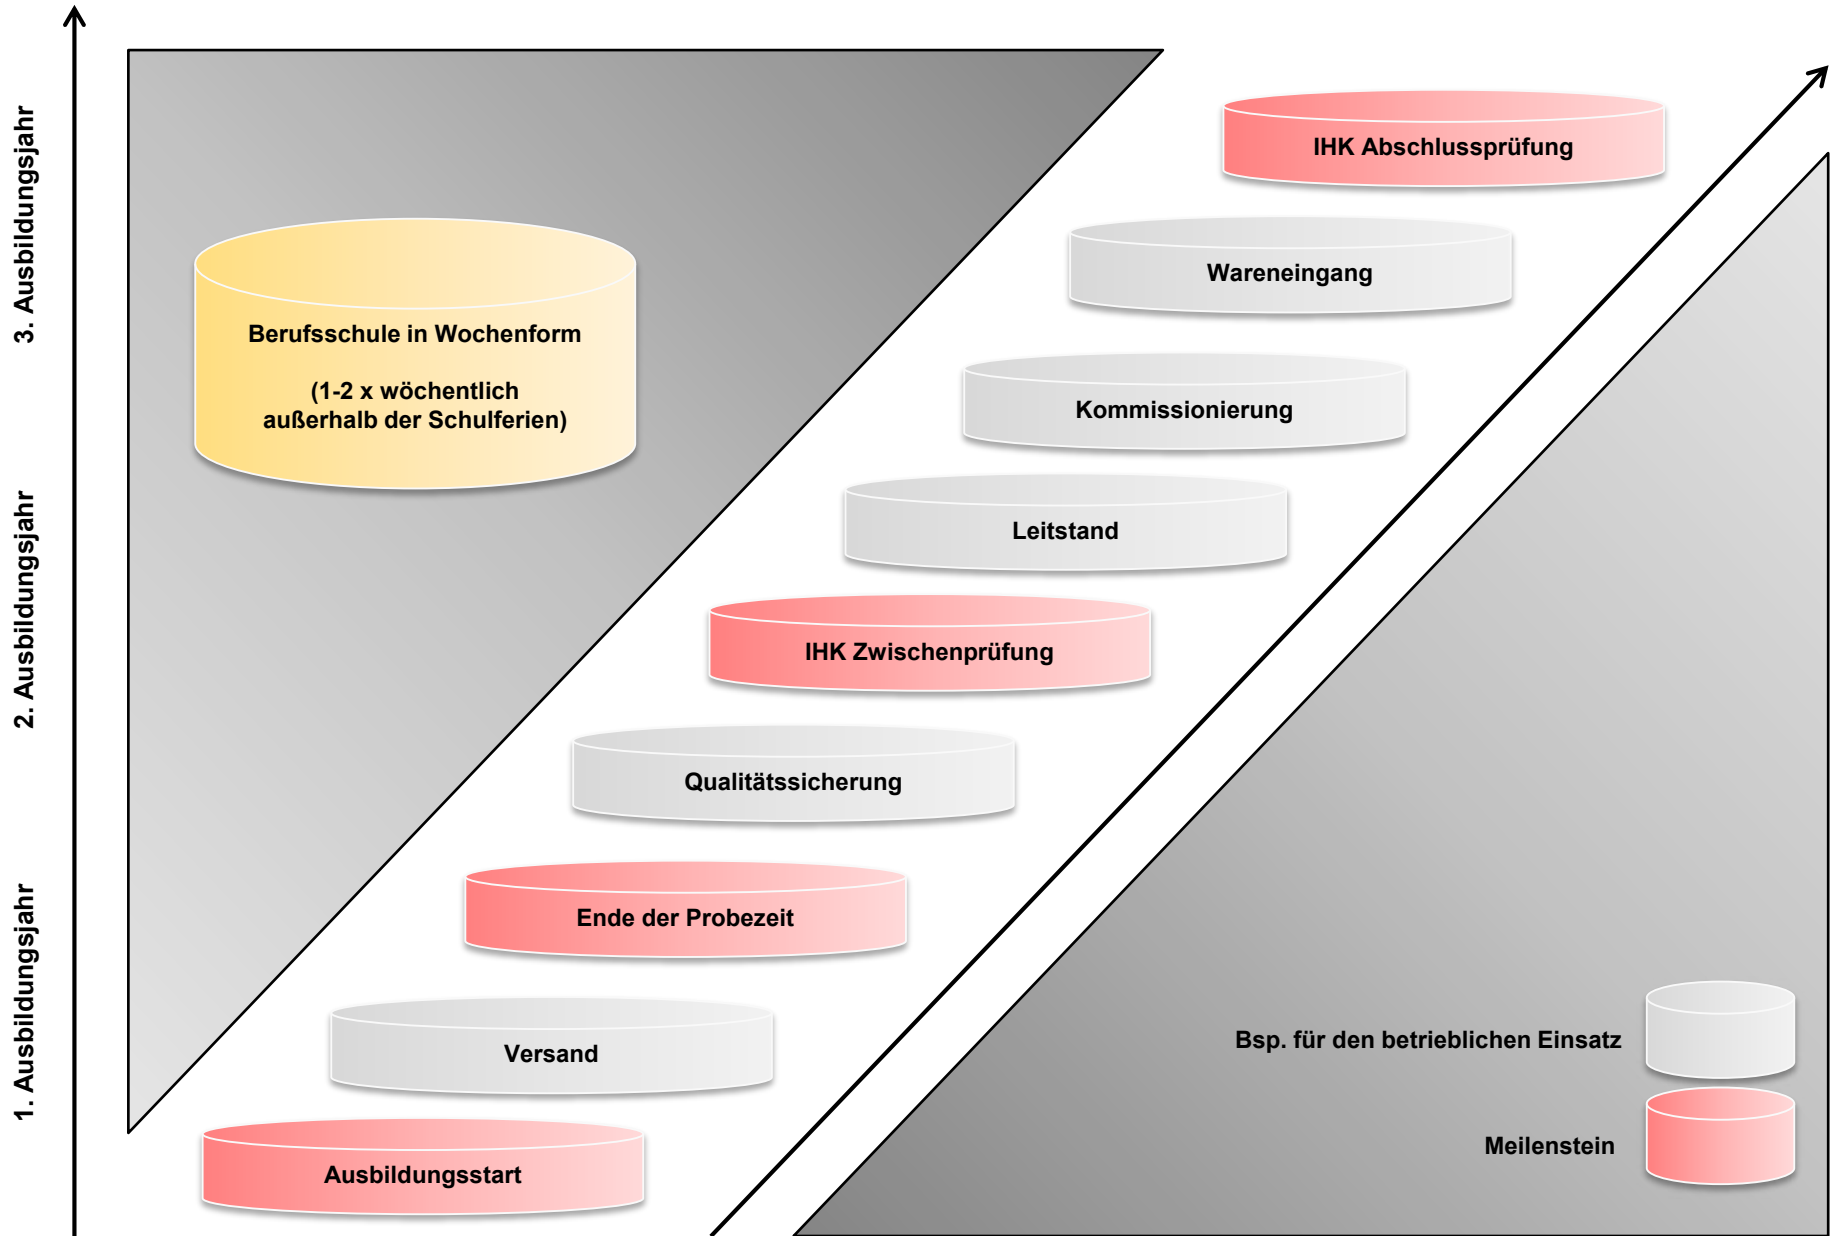 3. Ausbildungsjahr
2. Ausbildungsjahr
1. Ausbildungsjahr
Berufsschule in Wochenform
(1-2 x wöchentlich
außerhalb der Schulferien)
IHK Abschlussprüfung
Wareneingang
Kommissionierung
Leitstand
IHK Zwischenprüfung
Qualitätssicherung
Ende der Probezeit
Versand
Ausbildungsstart
Bsp. für den betrieblichen Einsatz
Meilenstein